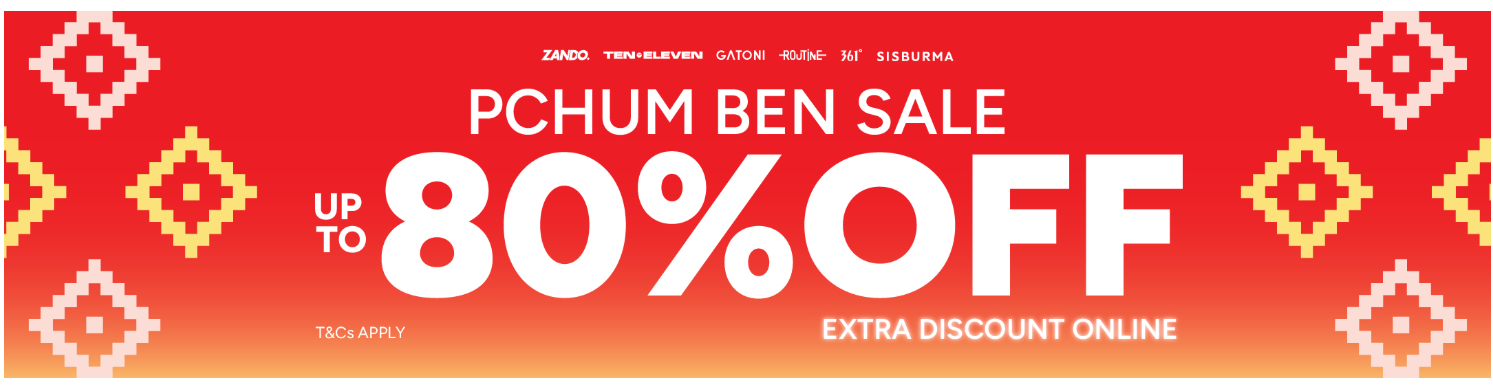 ZANDO. TEN+ELEVEN GATONI ROUTINE 361° SISBURMA
PCHUM BEN SALE
UP TO 80%OFF
T&Cs APPLY
EXTRA DISCOUNT ONLINE